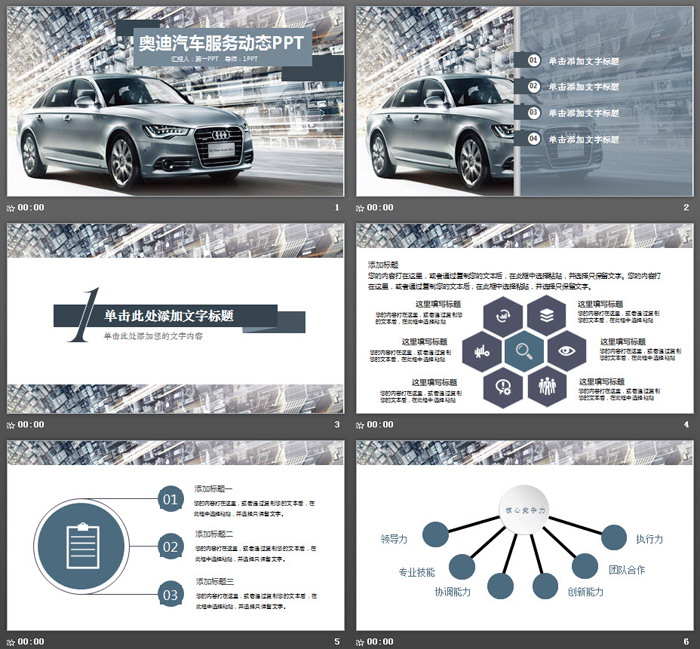 奥迪汽车服务动态PPT
汇报人：第一PPT 导师：1PPT
00:00
1
01 单击添加文字标题
02 单击添加文字标题
03 单击添加文字标题
04 单击添加文字标题
00:00
2
1 单击此处添加文字标题
单击此处添加您的文字内容
00:00
3
添加标题
您的内容打在这里，或者通过复制您的文本后，在此框中选择粘贴，并选择只保留文字。您的内容打
在这里，或者通过复制您的文本后，在此框中选择粘贴，并选择只保留文字。
这里填写标题
您的内容打在这里，或者通过复制您
的文本后，在此框中选择粘贴
这里填写标题
您的内容打在这里，或者通过复制
您的文本后，在此框中选择粘贴
这里填写标题
您的内容打在这里，或者通过复制
您的文本后，在此框中选择粘贴
这里填写标题
您的内容打在这里，或者通过复制
您的文本后，在此框中选择粘贴
这里填写标题
您的内容打在这里，或者通过复制
您的文本后，在此框中选择粘贴
这里填写标题
您的内容打在这里，或者通过复制
您的文本后，在此框中选择粘贴
00:00
4
01
添加标题一
您的内容打在这里，或者通过复制您的文本后，在
此框中选择粘贴，并选择只保留文字。
02
添加标题二
您的内容打在这里，或者通过复制您的文本后，在此
框中选择粘贴，并选择只保留文字。
03
添加标题三
您的内容打在这里，或者通过复制您的文本后，在此
框中选择粘贴，并选择只保留文字。
00:00
5
核心竞争力
领导力
执行力
专业技能
团队合作
协调能力
创新能力
00:00
6